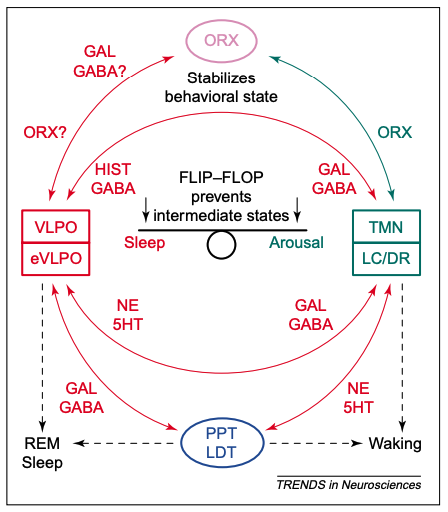 ORX
GAL
GABA?
Stabilizes
behavioral state
ORX?
ORX
HIST
GABA
FLIP–FLOP
prevents
intermediate states
GAL
GABA
VLPO
eVLPO
Sleep
Arousal
TMN
LC/DR
NE
5HT
GAL
GABA
GAL
GABA
NE
5HT
REM
Sleep
PPT
LDT
Waking
TRENDS in Neurosciences